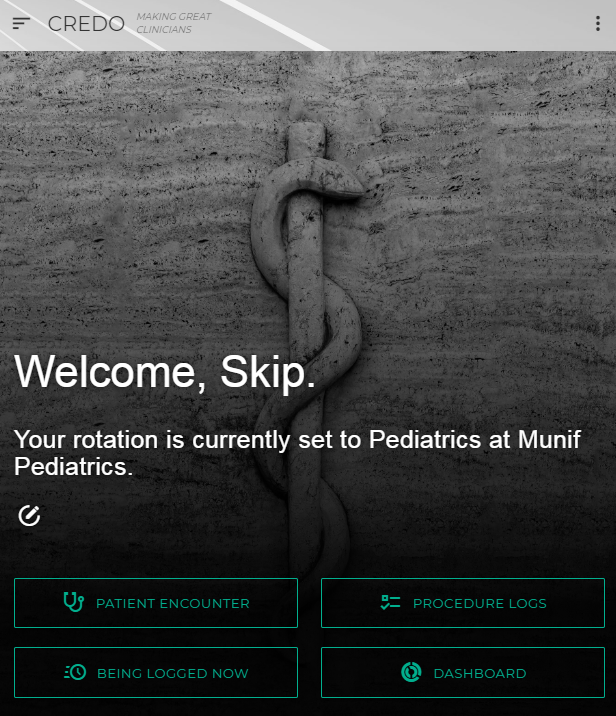 CREDO
MAKING GREAT
CLINICIANS
Welcome, Skip.
Your rotation is currently set to Pediatrics at Munif
Pediatrics.
PATIENT ENCOUNTER
PROCEDURE LOGS
BEING LOGGED NOW
DASHBOARD